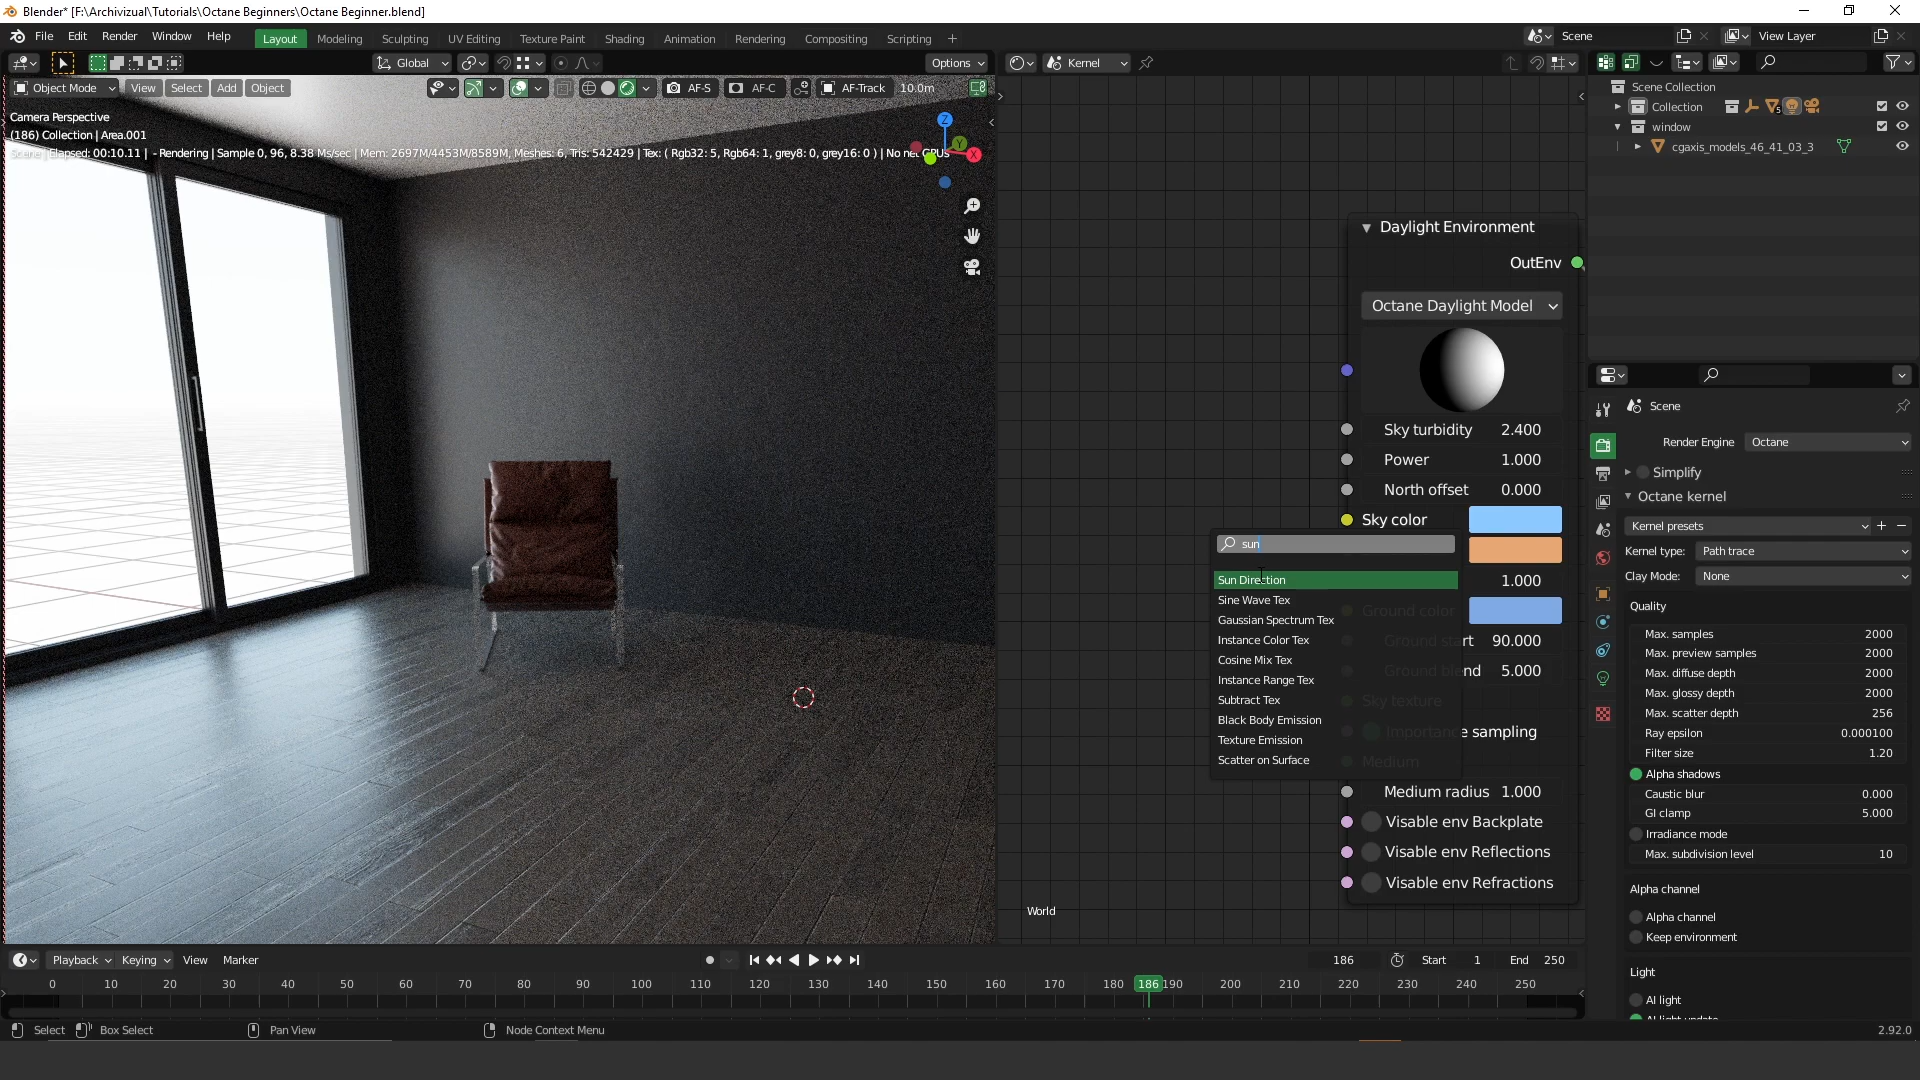 Blender* [F:\Archivizual\Tutorials\Octane Beginners\Octane Beginner.blend]
File Edit Render Window Help
Layout Modeling Sculpting UV Editing Texture Paint Shading Animation Rendering Compositing Scripting +
Scene
View Layer
Global
Options
Kernel
Object Mode View Select Add Object
AF-S AF-C AF-Track 10.0m
Camera Perspective
(186) Collection | Area.001
Scene | Elapsed: 00:10.11 | - Rendering | Sample 0, 96, 8.38 Ms/sec | Mem: 2697M/4453M/8589M, Meshes: 6, Tris: 542429 | Tex: ( Rgb32: 5, Rgb64: 1, grey8: 0, grey16: 0 ) | No net GPUs
Z
Y
X
Daylight Environment
OutEnv
Octane Daylight Model
Sky turbidity 2.400
Power 1.000
North offset 0.000
Sky color
sun
Sun Direction
Sine Wave Tex
Gaussian Spectrum Tex
Instance Color Tex
Cosine Mix Tex
Instance Range Tex
Subtract Tex
Black Body Emission
Texture Emission
Scatter on Surface
1.000
Ground color
Ground start 90.000
Ground blend 5.000
Sky texture
Importance sampling
Medium
Medium radius 1.000
Visable env Backplate
Visable env Reflections
Visable env Refractions
World
Scene Collection
Collection 5
window
cgaxis_models_46_41_03_3
Scene
Render Engine Octane
Simplify
Octane kernel
Kernel presets
Kernel type: Path trace
Clay Mode: None
Quality
Max. samples 2000
Max. preview samples 2000
Max. diffuse depth 2000
Max. glossy depth 2000
Max. scatter depth 256
Ray epsilon 0.000100
Filter size 1.20
Alpha shadows
Caustic blur 0.000
GI clamp 5.000
Irradiance mode
Max. subdivision level 10
Alpha channel
Alpha channel
Keep environment
Light
AI light
AI light update
Playback Keying View Marker
186 Start 1 End 250
0 10 20 30 40 50 60 70 80 90 100 110 120 130 140 150 160 170 180 186 190 200 210 220 230 240 250
Select Box Select Pan View Node Context Menu
2.92.0